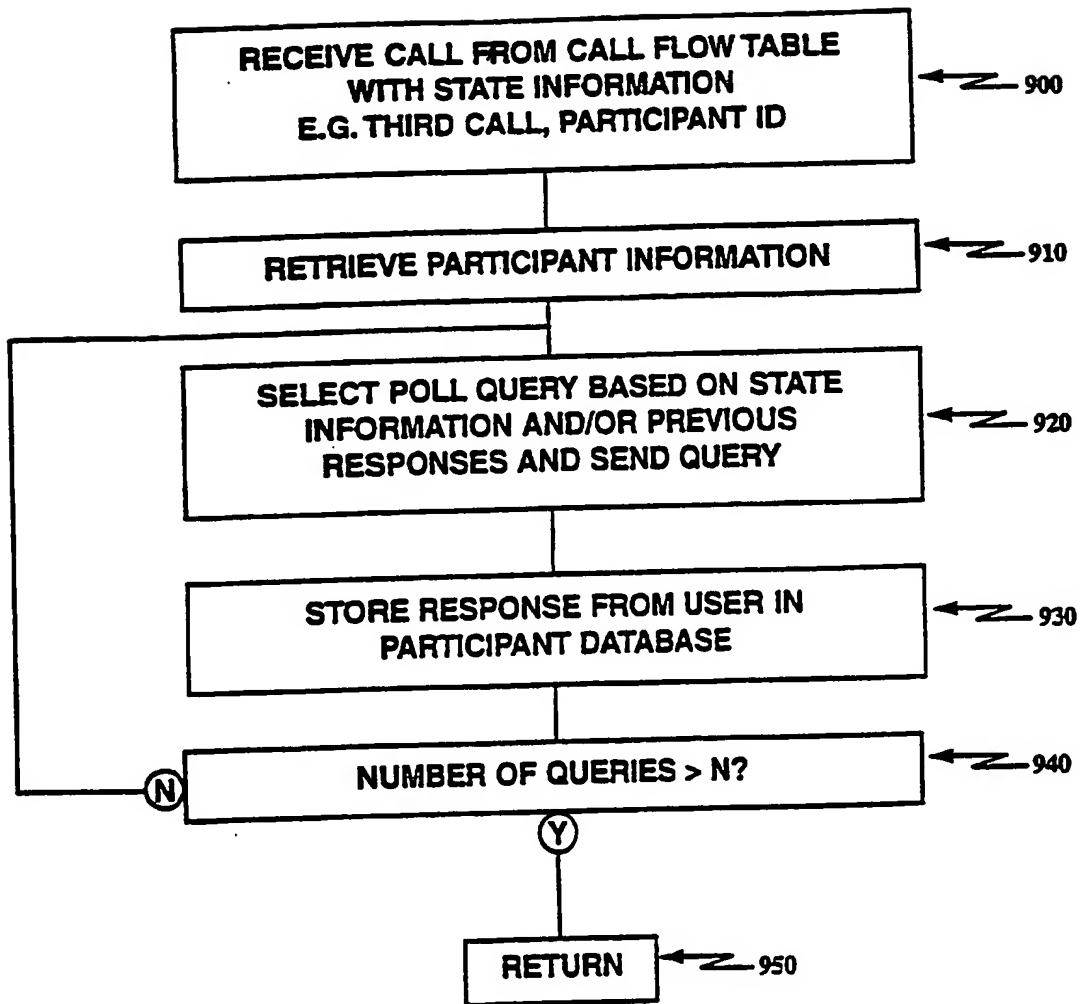 RECEIVE CALL FROM CALL FLOW TABLE
WITH STATE INFORMATION
E.G. THIRD CALL, PARTICIPANT ID
900
RETRIEVE PARTICIPANT INFORMATION
910
SELECT POLL QUERY BASED ON STATE
INFORMATION AND/OR PREVIOUS
RESPONSES AND SEND QUERY
920
STORE RESPONSE FROM USER IN
PARTICIPANT DATABASE
930
NUMBER OF QUERIES > N?
940
N
Y
RETURN
950